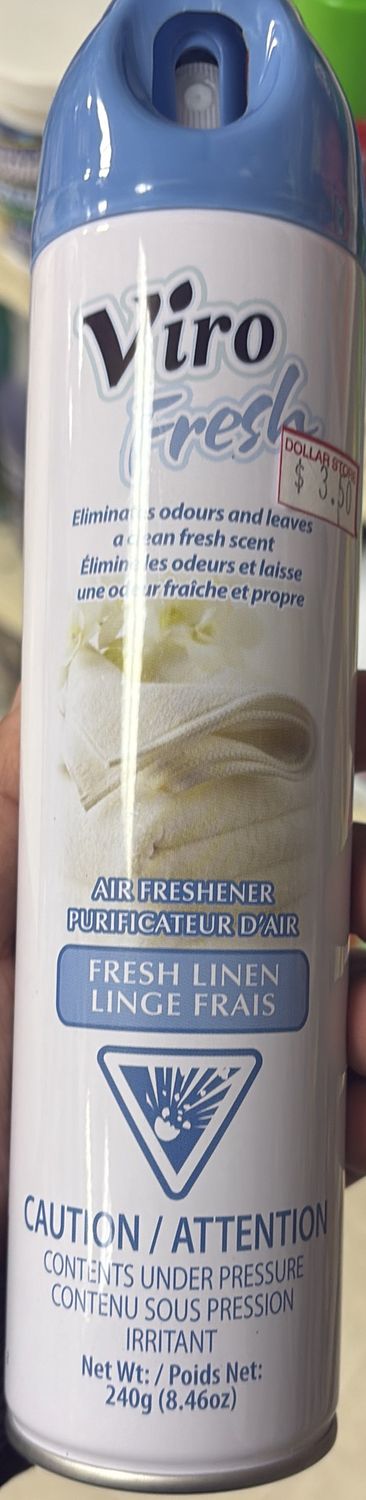 Viro
Fresh
DOLLAR STORE
$ 3.50
Eliminates odours and leaves
a clean fresh scent
Élimine les odeurs et laisse
une odeur fraîche et propre
AIR FRESHENER
PURIFICATEUR D'AIR
FRESH LINEN
LINGE FRAIS
CAUTION / ATTENTION
CONTENTS UNDER PRESSURE
CONTENU SOUS PRESSION
IRRITANT
Net Wt: / Poids Net:
240g (8.46oz)